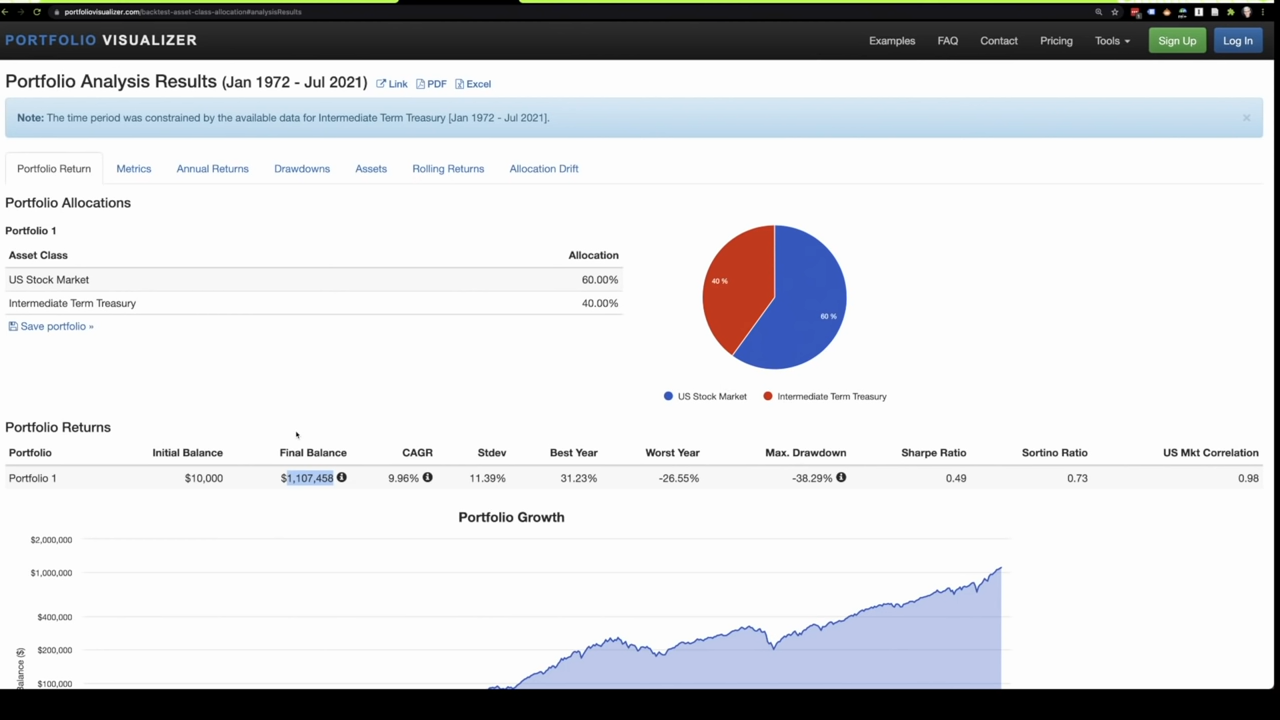 portfoliovisualizer.com/backtest-asset-class-allocation#analysisResults
PORTFOLIO VISUALIZER
Examples FAQ Contact Pricing Tools Sign Up Log In
Portfolio Analysis Results (Jan 1972 - Jul 2021) Link PDF Excel
Note: The time period was constrained by the available data for Intermediate Term Treasury [Jan 1972 - Jul 2021]. ×
Portfolio Return Metrics Annual Returns Drawdowns Assets Rolling Returns Allocation Drift
Portfolio Allocations
Portfolio 1
Asset Class Allocation
US Stock Market 60.00%
Intermediate Term Treasury 40.00%
Save portfolio »
40 %
60 %
US Stock Market Intermediate Term Treasury
Portfolio Returns
Portfolio Initial Balance Final Balance CAGR Stdev Best Year Worst Year Max. Drawdown Sharpe Ratio Sortino Ratio US Mkt Correlation
Portfolio 1 $10,000 $1,107,458 9.96% 11.39% 31.23% -26.55% -38.29% 0.49 0.73 0.98
Portfolio Growth
$2,000,000
$1,000,000
$400,000
$200,000
$100,000
Balance ($)